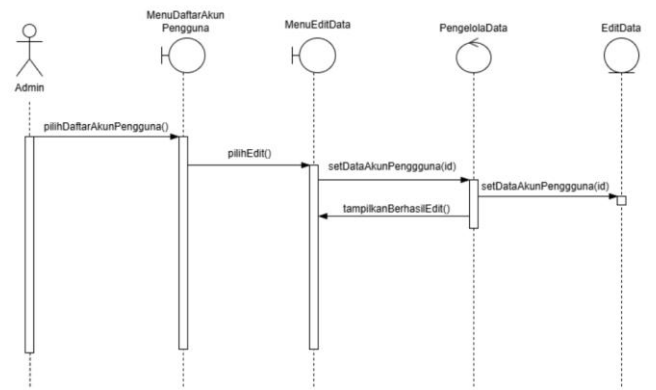 MenuDaftarAkun
Pengguna
MenuEditData
PengelolaData
EditData
Admin
pilihDaftarAkunPengguna()
pilihEdit()
setDataAkunPenggguna(id)
setDataAkunPenggguna(id)
tampilkanBerhasilEdit()